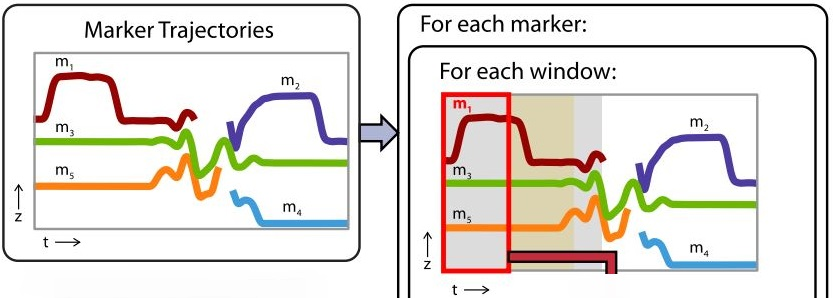 Marker Trajectories
m1
m2
m3
m5
m4
z
t
For each marker:
For each window:
m1
m2
m3
m5
m4
z
t